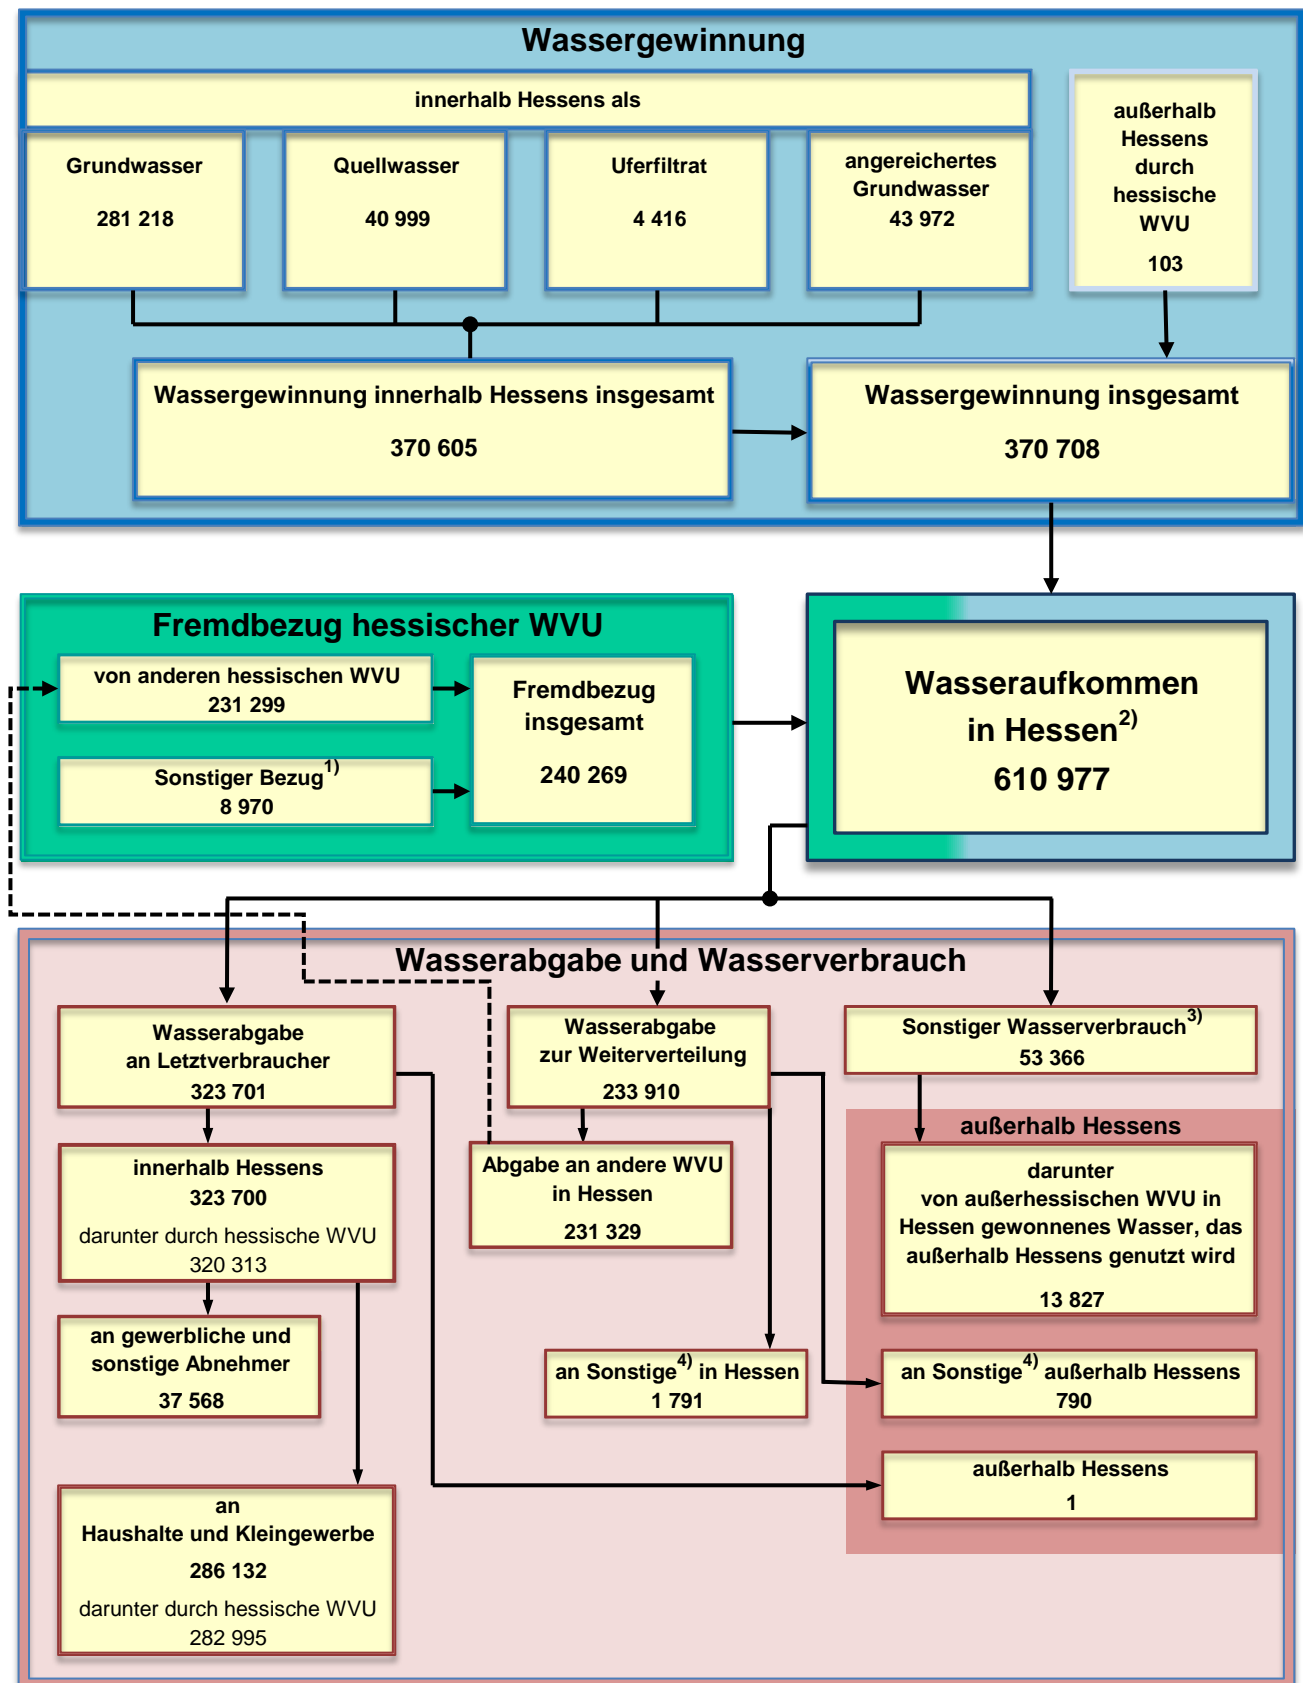 Wassergewinnung
innerhalb Hessens als
Grundwasser
281 218
Quellwasser
40 999
Uferfiltrat
4 416
angereichertes
Grundwasser
43 972
außerhalb
Hessens
durch
hessische
WVU
103
Wassergewinnung innerhalb Hessens insgesamt
370 605
Wassergewinnung insgesamt
370 708
Fremdbezug hessischer WVU
von anderen hessischen WVU
231 299
Sonstiger Bezug1)
8 970
Fremdbezug
insgesamt
240 269
Wasseraufkommen
in Hessen2)
610 977
Wasserabgabe und Wasserverbrauch
Wasserabgabe
an Letztverbraucher
323 701
Wasserabgabe
zur Weiterverteilung
233 910
Sonstiger Wasserverbrauch3)
53 366
innerhalb Hessens
323 700
darunter durch hessische WVU
320 313
Abgabe an andere WVU
in Hessen
231 329
außerhalb Hessens
darunter
von außerhessischen WVU in
Hessen gewonnenes Wasser, das
außerhalb Hessens genutzt wird
13 827
an gewerbliche und
sonstige Abnehmer
37 568
an Sonstige4) in Hessen
1 791
an Sonstige4) außerhalb Hessens
790
außerhalb Hessens
1
an
Haushalte und Kleingewerbe
286 132
darunter durch hessische WVU
282 995